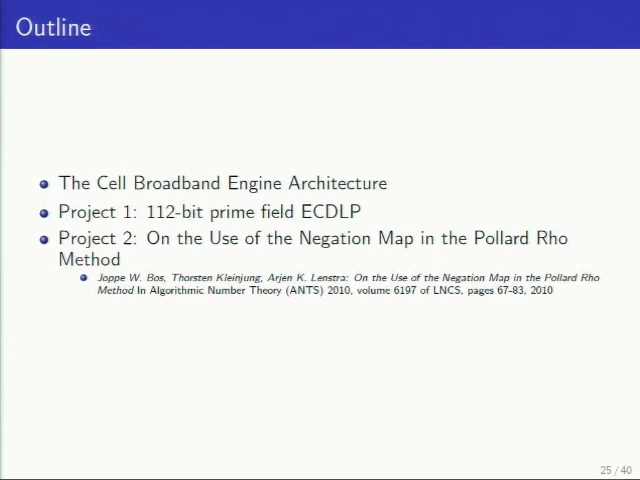 Outline
The Cell Broadband Engine Architecture
Project 1: 112-bit prime field ECDLP
Project 2: On the Use of the Negation Map in the Pollard Rho
Method
Joppe W. Bos, Thorsten Kleinjung, Arjen K. Lenstra: On the Use of the Negation Map in the Pollard Rho
Method In Algorithmic Number Theory (ANTS) 2010, volume 6197 of LNCS, pages 67-83, 2010
25 / 40